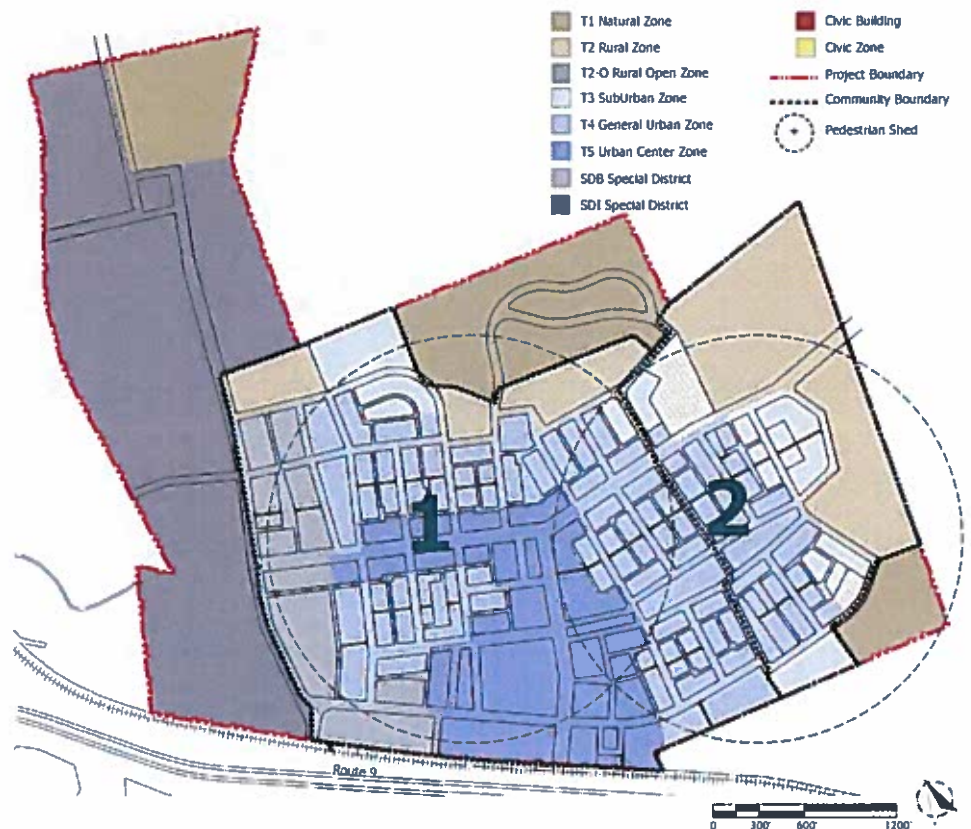 T1 Natural Zone
T2 Rural Zone
T2-O Rural Open Zone
T3 SubUrban Zone
T4 General Urban Zone
T5 Urban Center Zone
SDB Special District
SDI Special District
Civic Building
Civic Zone
Project Boundary
Community Boundary
Pedestrian Shed
1
2
Route 9
0 300' 600' 1200'